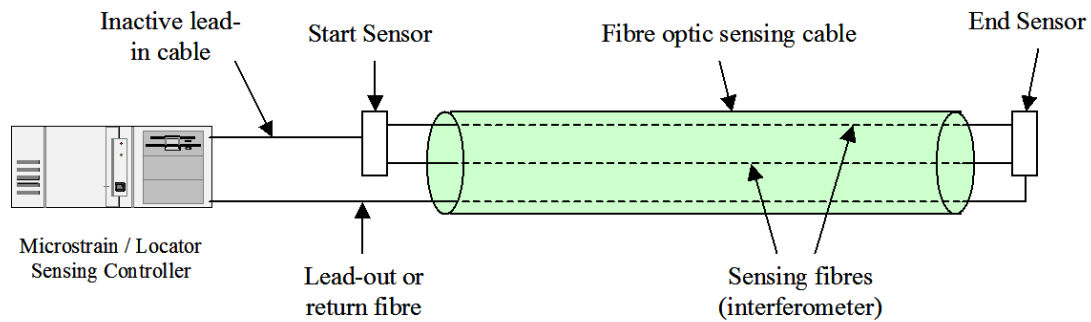 Inactive lead-
in cable
Start Sensor
Fibre optic sensing cable
End Sensor
Microstrain / Locator
Sensing Controller
Lead-out or
return fibre
Sensing fibres
(interferometer)